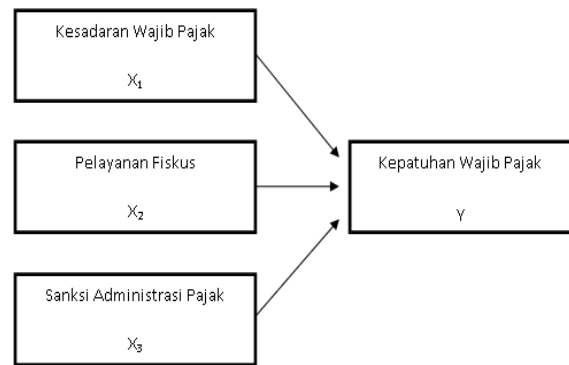 Kesadaran Wajib Pajak
X₁
Pelayanan Fiskus
X₂
Kepatuhan Wajib Pajak
Y
Sanksi Administrasi Pajak
X₃